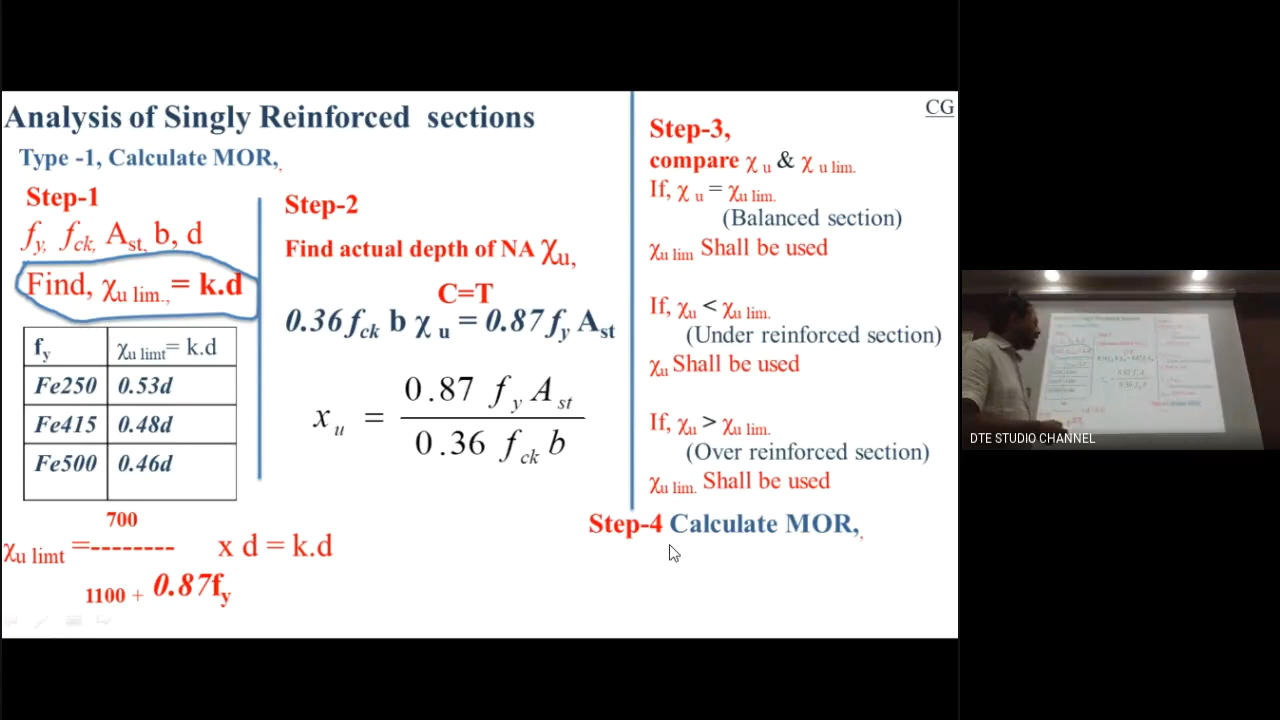 CG
Analysis of Singly Reinforced sections
Type -1, Calculate MOR,
Step-1
fy, fck, Ast, b, d
Find, χu lim., = k.d
fy χu limt = k.d
Fe250 0.53d
Fe415 0.48d
Fe500 0.46d
700
χu limt =-------- x d = k.d
1100 + 0.87fy
Step-2
Find actual depth of NA χu,
C=T
0.36 fck b χ u = 0.87 fy Ast
xu = 0.87 fy Ast
0.36 fck b
Step-3,
compare χ u & χ u lim.
If, χ u = χu lim.
(Balanced section)
χu lim Shall be used
If, χu < χu lim.
(Under reinforced section)
χu Shall be used
If, χu > χu lim.
(Over reinforced section)
χu lim. Shall be used
Step-4 Calculate MOR,
DTE STUDIO CHANNEL